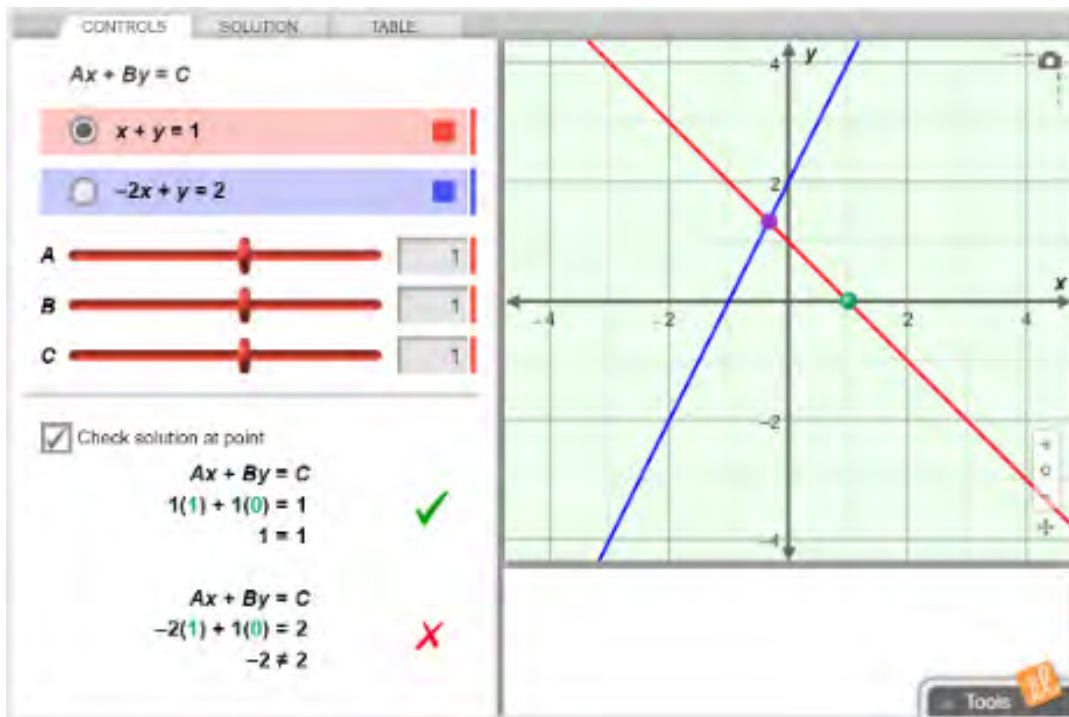 CONTROLS SOLUTION TABLE
Ax + By = C
x + y = 1
–2x + y = 2
A 1
B 1
C 1
Check solution at point
Ax + By = C
1(1) + 1(0) = 1
1 = 1
Ax + By = C
–2(1) + 1(0) = 2
–2 ≠ 2
y
4
2
x
–4 –2 2 4
–2
–4
Tools